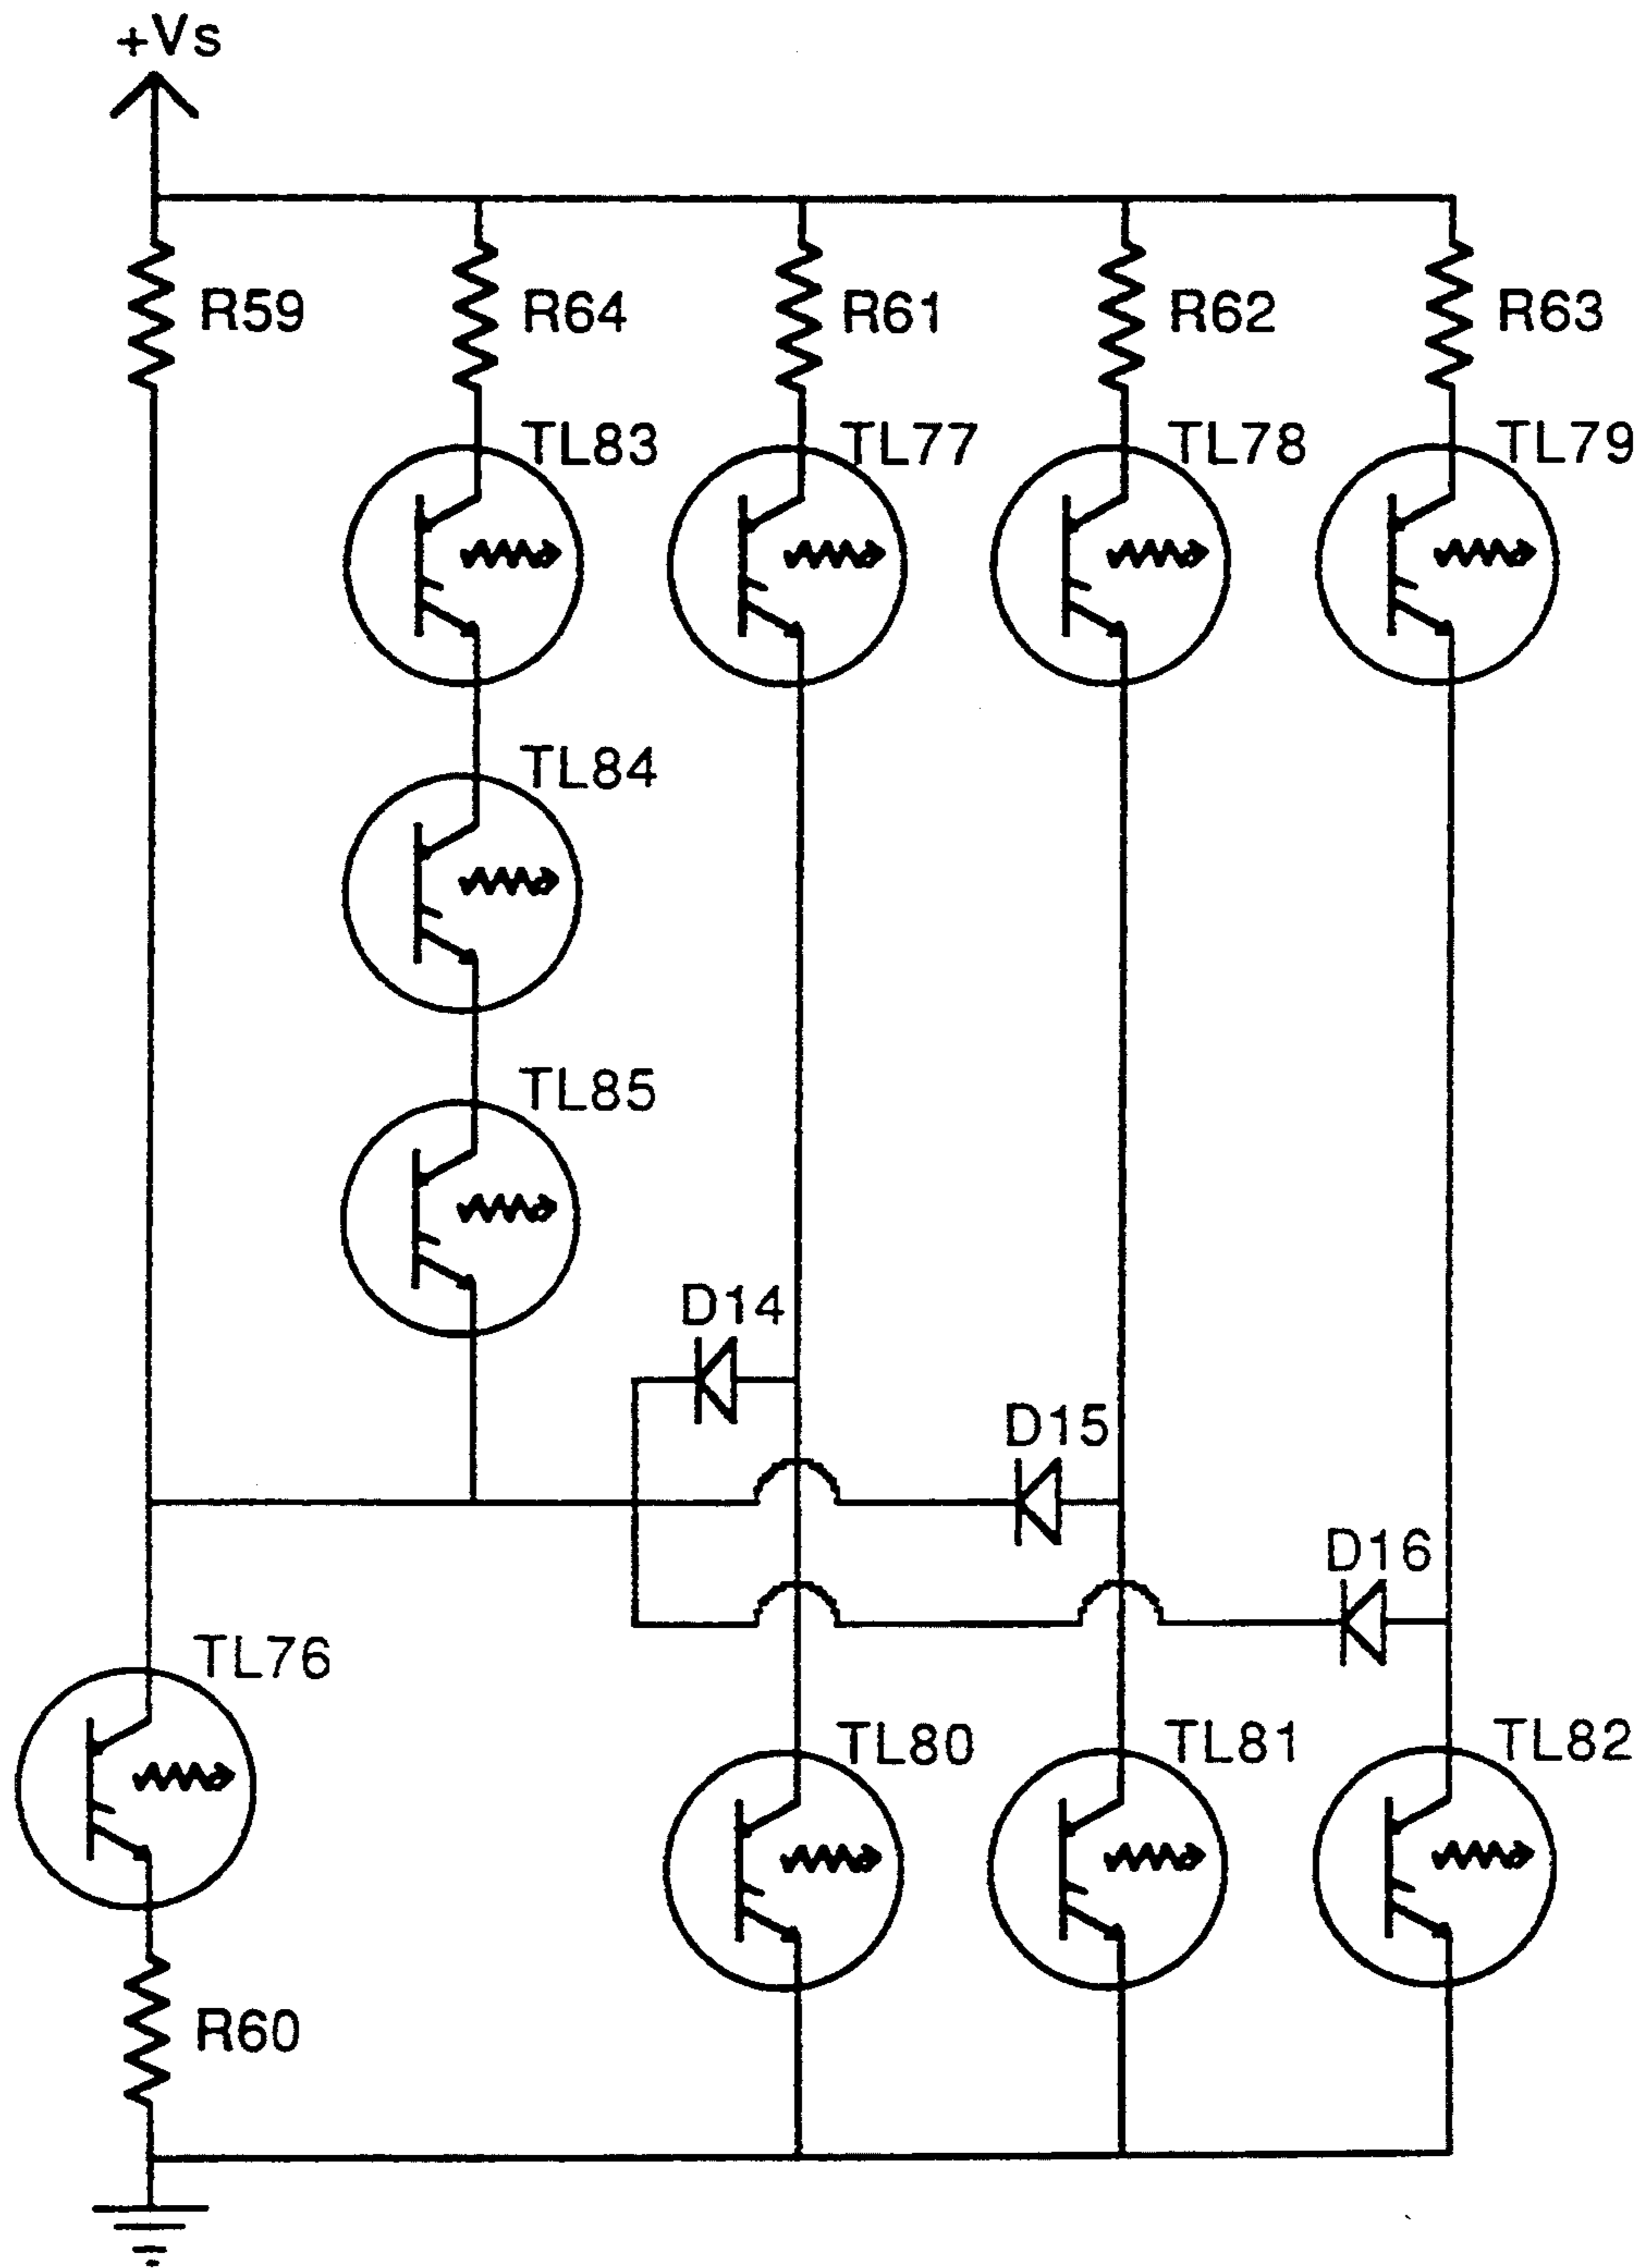 +Vs
R59
R64
R61
R62
R63
TL83
TL77
TL78
TL79
TL84
TL85
D14
D15
D16
TL76
TL80
TL81
TL82
R60